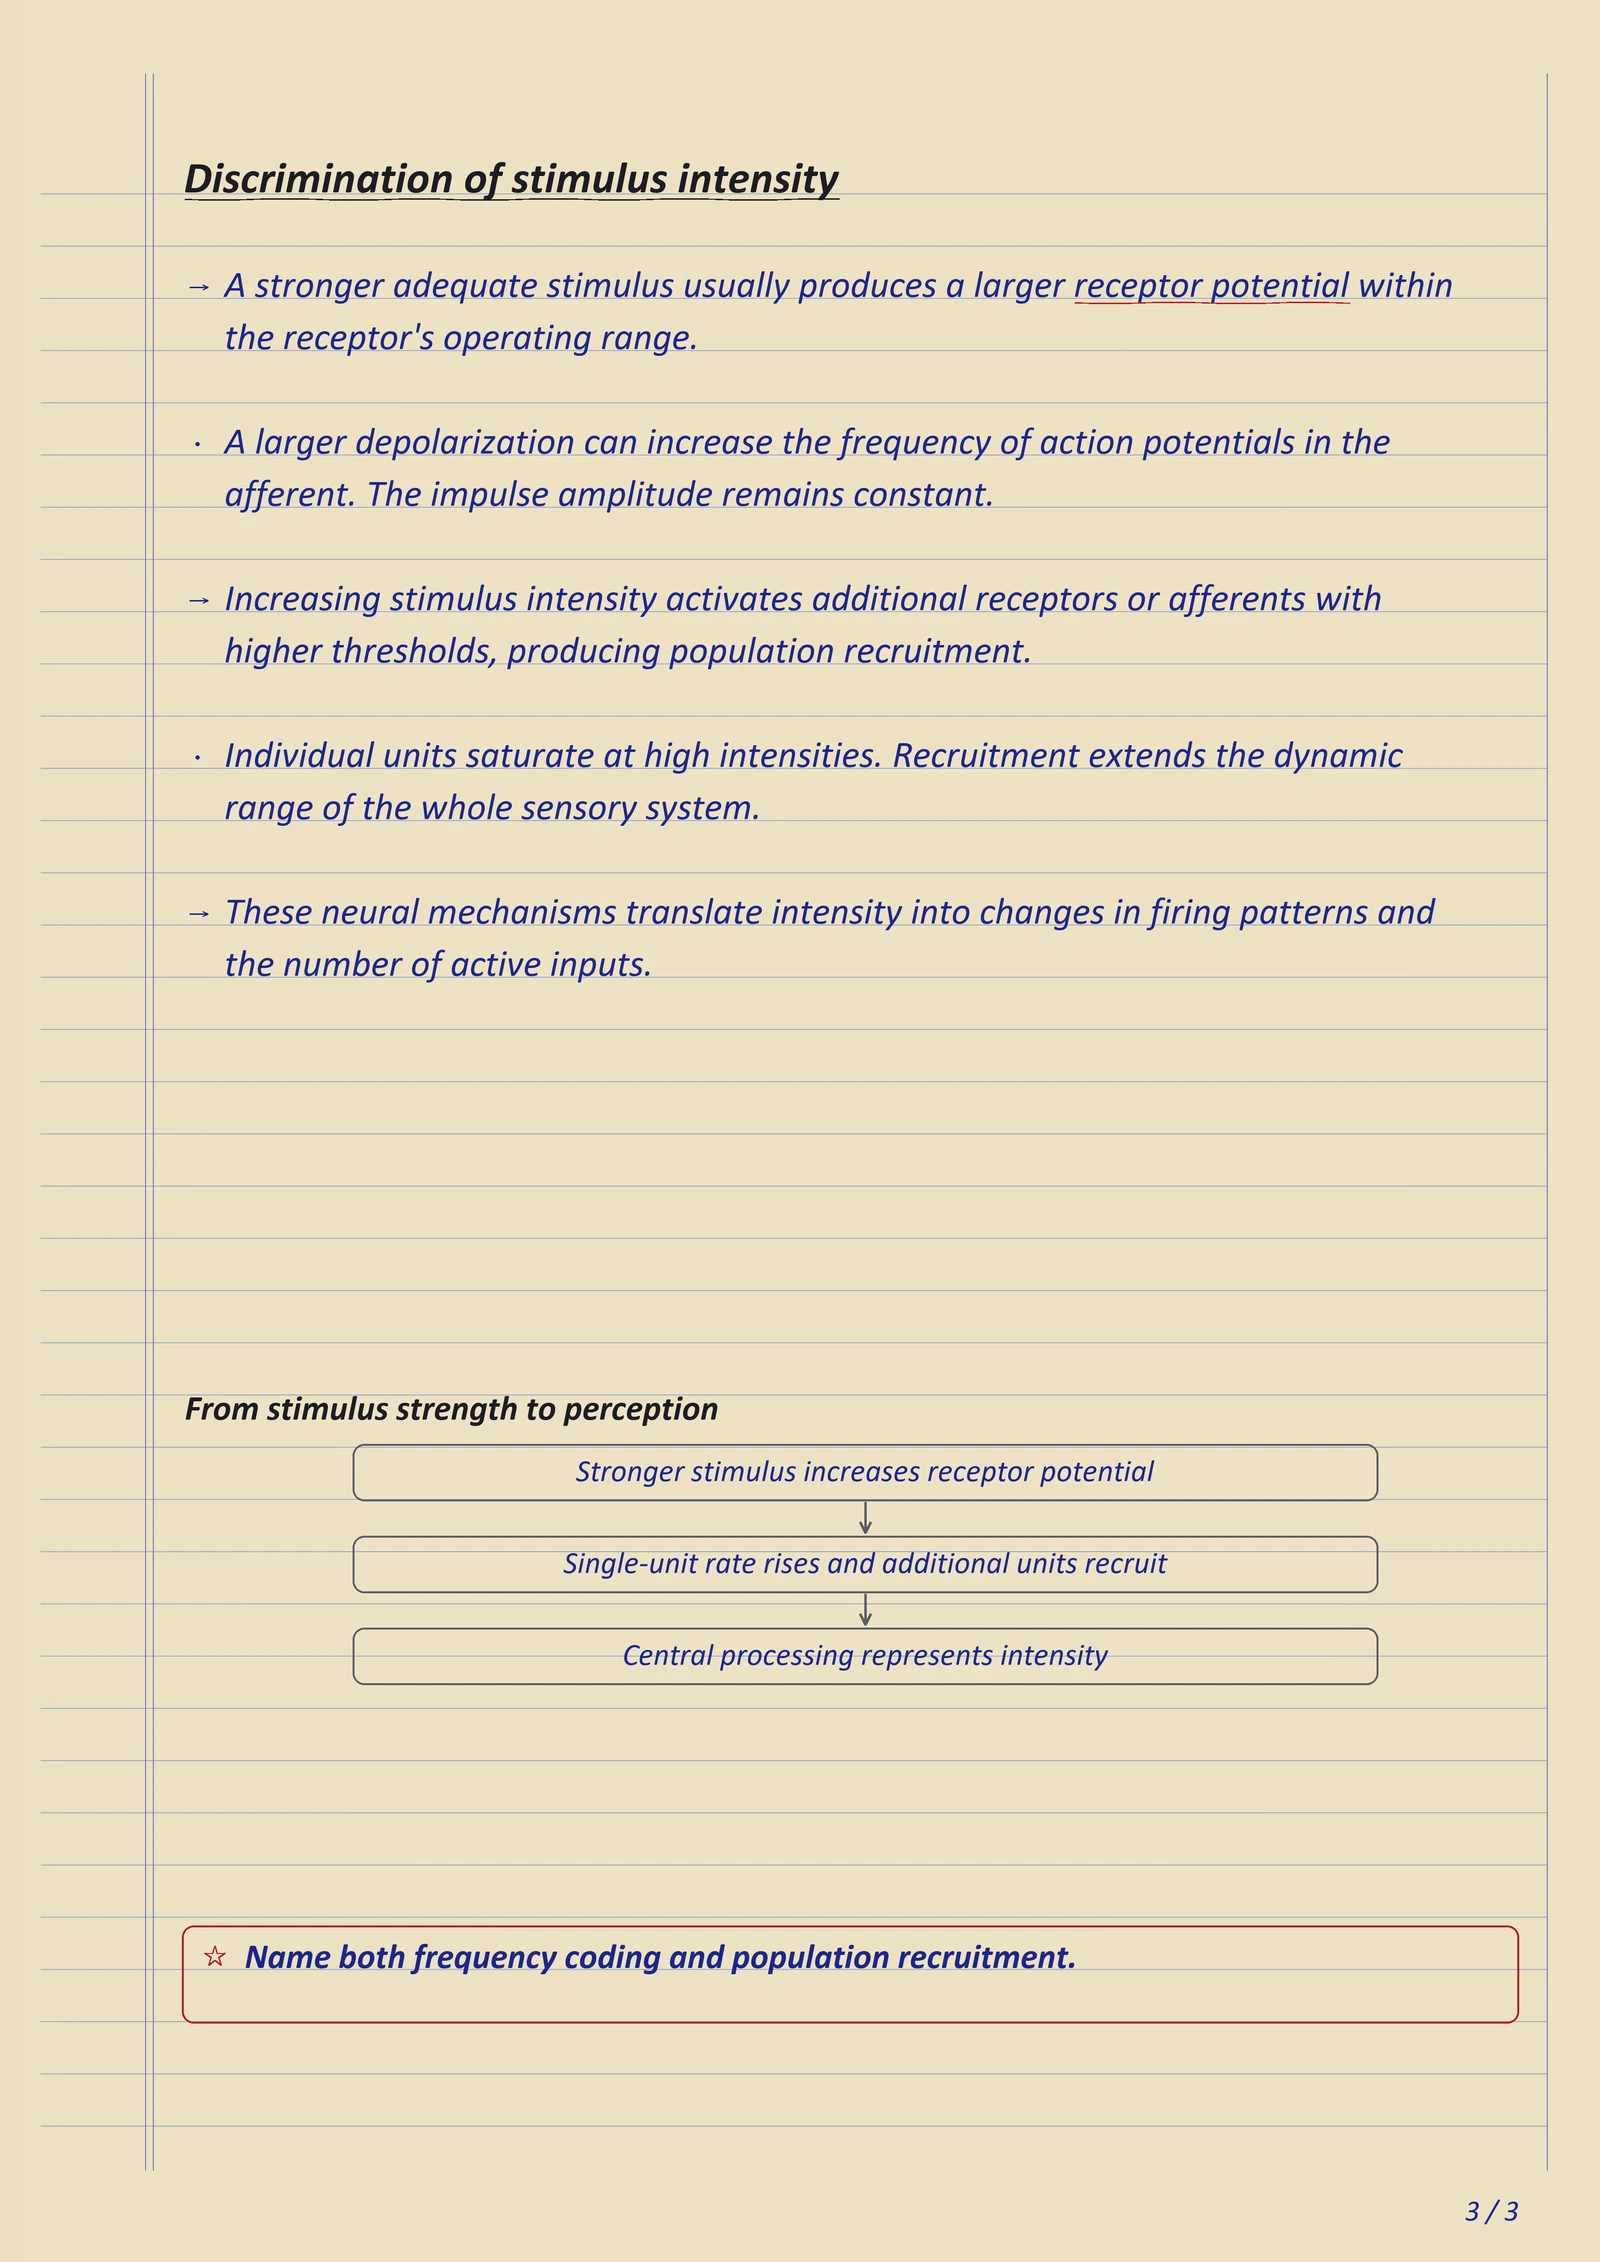 Discrimination of stimulus intensity
→ A stronger adequate stimulus usually produces a larger receptor potential within
the receptor's operating range.
· A larger depolarization can increase the frequency of action potentials in the
afferent. The impulse amplitude remains constant.
→ Increasing stimulus intensity activates additional receptors or afferents with
higher thresholds, producing population recruitment.
· Individual units saturate at high intensities. Recruitment extends the dynamic
range of the whole sensory system.
→ These neural mechanisms translate intensity into changes in firing patterns and
the number of active inputs.
From stimulus strength to perception
Stronger stimulus increases receptor potential
Single-unit rate rises and additional units recruit
Central processing represents intensity
☆ Name both frequency coding and population recruitment.
3 / 3